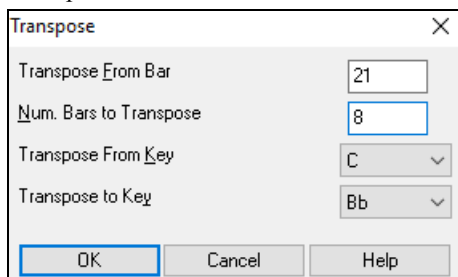 Transpose
Transpose From Bar 21
Num. Bars to Transpose 8
Transpose From Key C
Transpose to Key Bb
OK Cancel Help